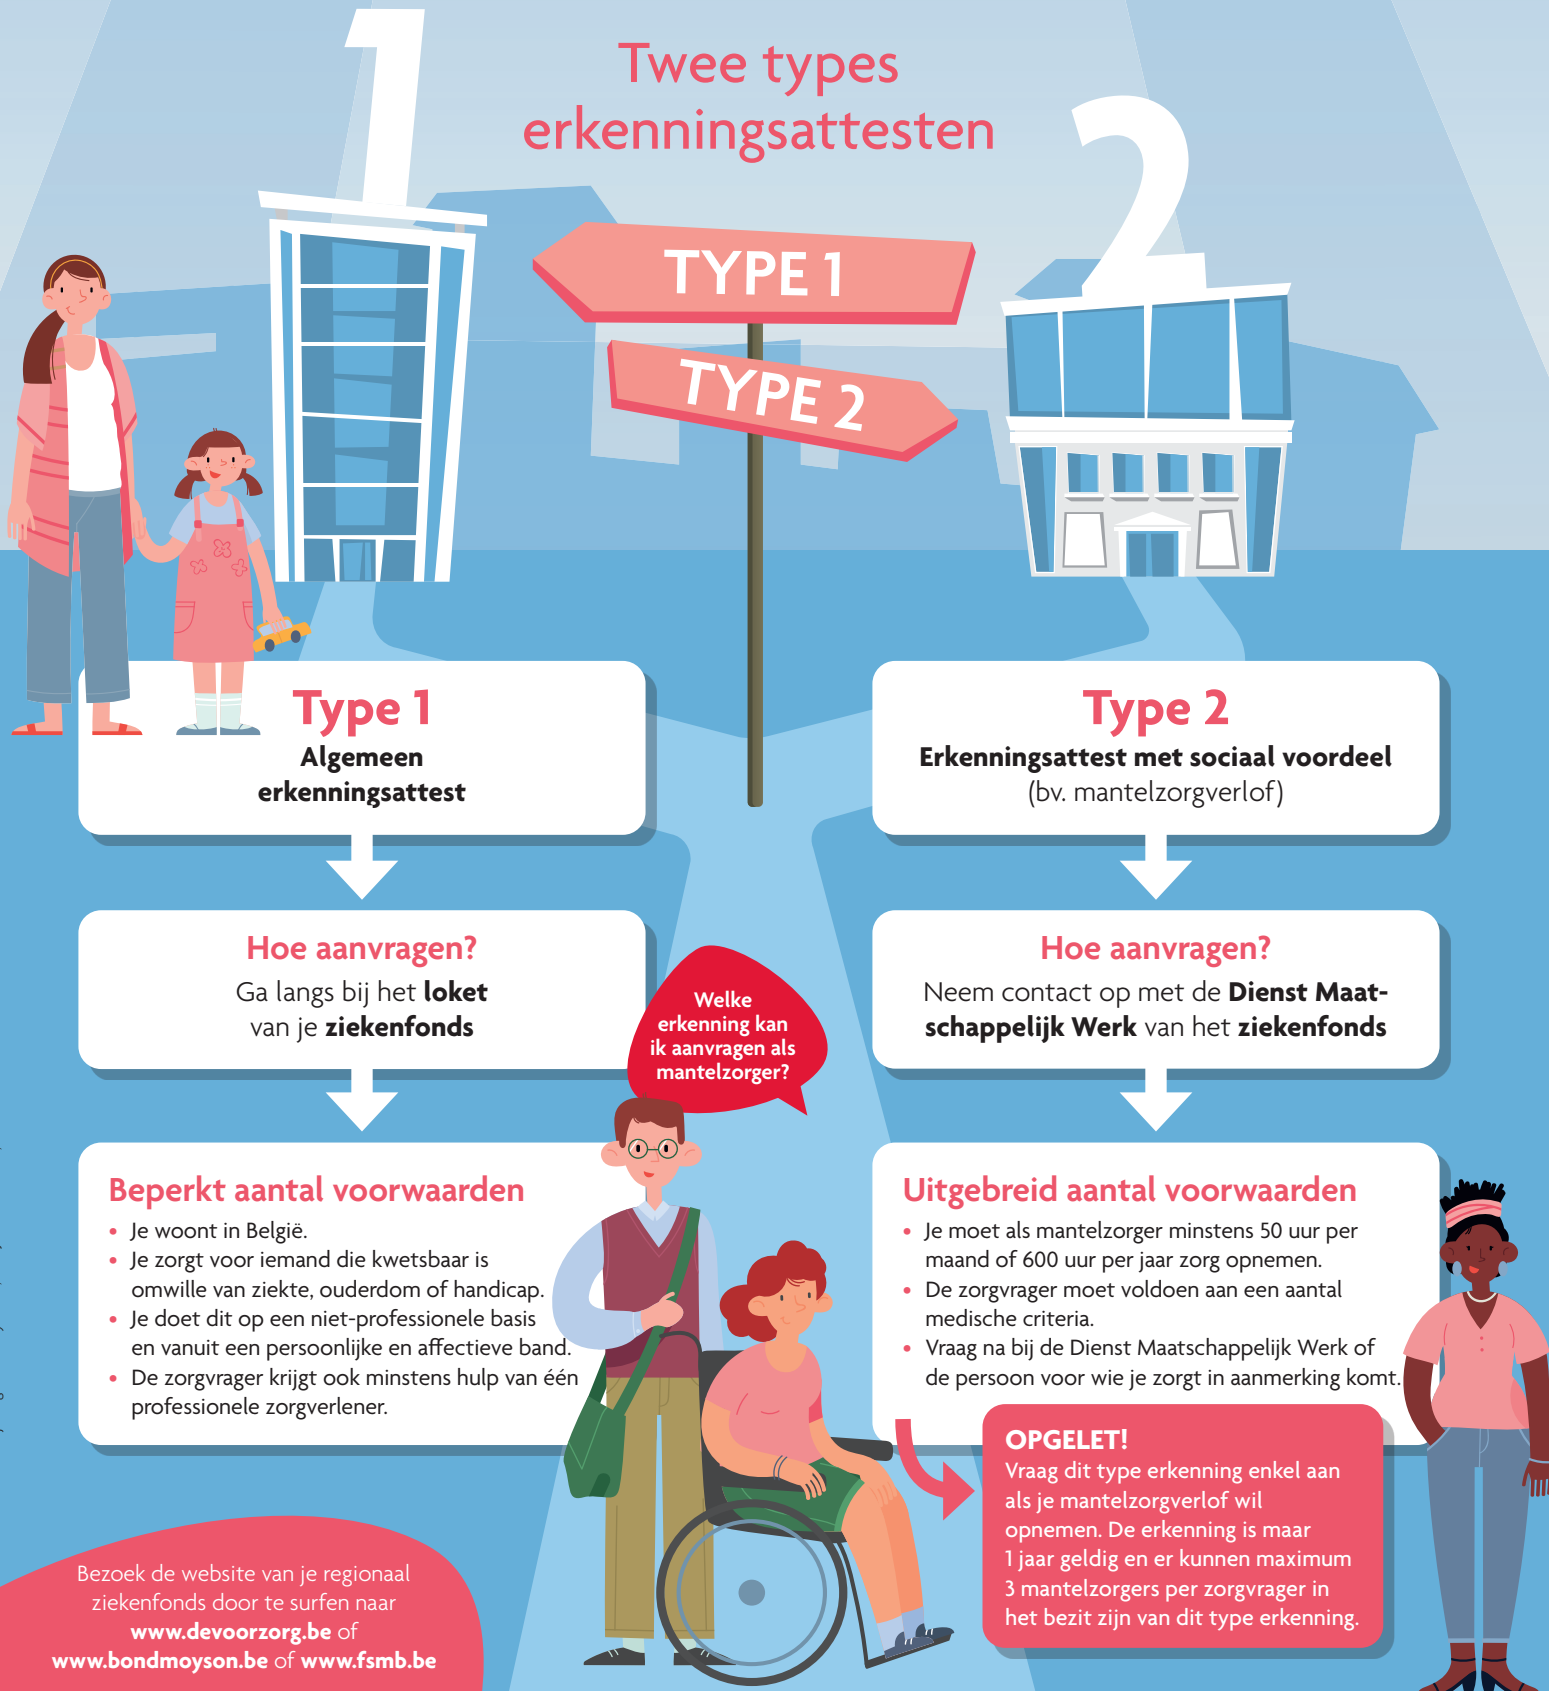 1
Twee types
erkenningsattesten
2
TYPE 1
TYPE 2
Type 1
Algemeen
erkenningsattest
Hoe aanvragen?
Ga langs bij het loket
van je ziekenfonds
Beperkt aantal voorwaarden
• Je woont in België.
• Je zorgt voor iemand die kwetsbaar is
omwille van ziekte, ouderdom of handicap.
• Je doet dit op een niet-professionele basis
en vanuit een persoonlijke en affectieve band.
• De zorgvrager krijgt ook minstens hulp van één
professionele zorgverlener.
Welke
erkenning kan
ik aanvragen als
mantelzorger?
Type 2
Erkenningsattest met sociaal voordeel
(bv. mantelzorgverlof)
Hoe aanvragen?
Neem contact op met de Dienst Maat-
schappelijk Werk van het ziekenfonds
Uitgebreid aantal voorwaarden
• Je moet als mantelzorger minstens 50 uur per
maand of 600 uur per jaar zorg opnemen.
• De zorgvrager moet voldoen aan een aantal
medische criteria.
• Vraag na bij de Dienst Maatschappelijk Werk of
de persoon voor wie je zorgt in aanmerking komt.
OPGELET!
Vraag dit type erkenning enkel aan
als je mantelzorgverlof wil
opnemen. De erkenning is maar
1 jaar geldig en er kunnen maximum
3 mantelzorgers per zorgvrager in
het bezit zijn van dit type erkenning.
Bezoek de website van je regionaal
ziekenfonds door te surfen naar
www.devoorzorg.be of
www.bondmoyson.be of www.fsmb.be